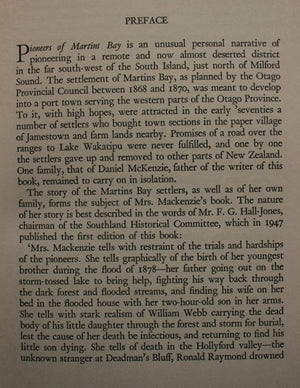 PREFACE
Pioneers of Martins Bay is an unusual personal narrative of
pioneering in a remote and now almost deserted district
in the far south-west of the South Island, just north of Milford
Sound. The settlement of Martins Bay, as planned by the Otago
Provincial Council between 1868 and 1870, was meant to develop
into a port town serving the western parts of the Otago Province.
To it, with high hopes, were attracted in the early 'seventies a
number of settlers who bought town sections in the paper village
of Jamestown and farm lands nearby. Promises of a road over the
ranges to Lake Wakatipu were never fulfilled, and one by one
the settlers gave up and removed to other parts of New Zealand.
One family, that of Daniel McKenzie, father of the writer of this
book, remained to carry on in isolation.
The story of the Martins Bay settlers, as well as of her own
family, forms the subject of Mrs. Mackenzie's book. The nature
of her story is best described in the words of Mr. F. G. Hall-Jones,
chairman of the Southland Historical Committee, which in 1947
published the first edition of this book:
'Mrs. Mackenzie tells with restraint of the trials and hardships
of the pioneers. She tells graphically of the birth of her youngest
brother during the flood of 1878—her father going out on the
storm-tossed lake to bring help, fighting his way back through
the dark forest and flooded streams, and finding his wife on her
bed in the flooded house with her two-hour-old son in her arms.
She tells with stark realism of William Webb carrying the dead
body of his little daughter through the forest and storm for burial,
lest the cause of her death be infectious, and returning to find his
little son dying. She tells of death in the Hollyford valley—the
unknown stranger at Deadman's Bluff, Ronald Raymond drowned